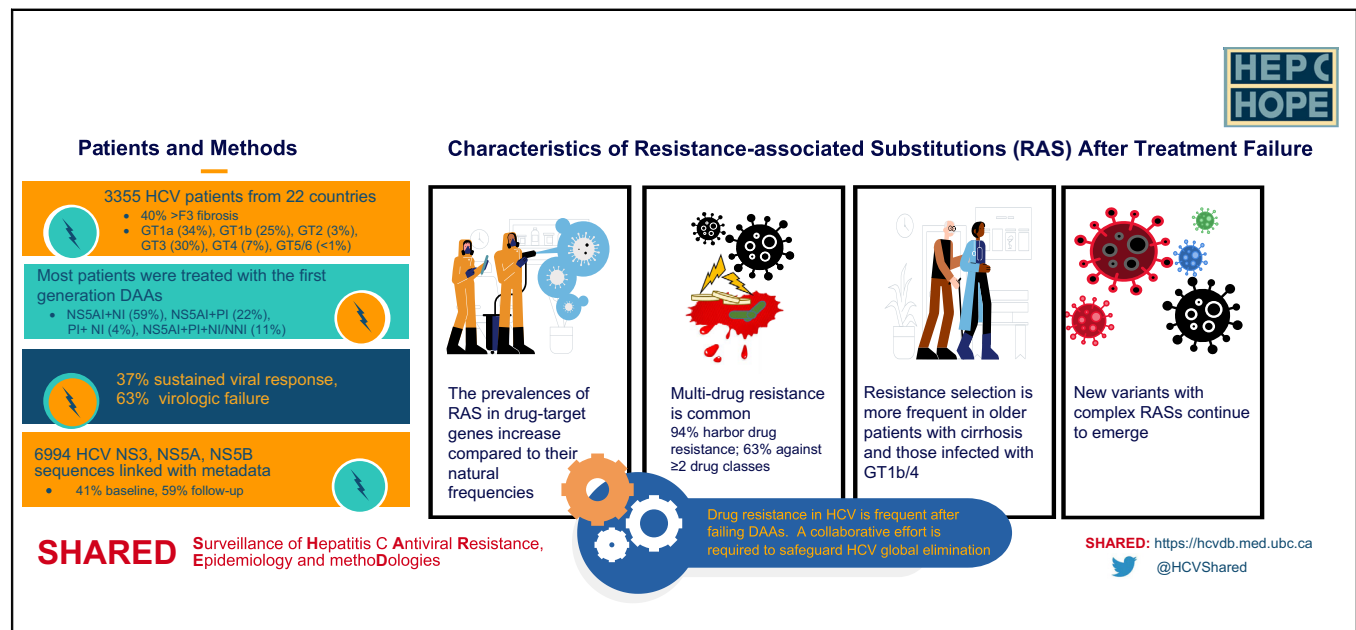 HEPC
HOPE
Patients and Methods
3355 HCV patients from 22 countries
• 40% >F3 fibrosis
• GT1a (34%), GT1b (25%), GT2 (3%),
GT3 (30%), GT4 (7%), GT5/6 (<1%)
Most patients were treated with the first
generation DAAs
• NS5AI+NI (59%), NS5AI+PI (22%),
PI+ NI (4%), NS5AI+PI+NI/NNI (11%)
37% sustained viral response,
63% virologic failure
6994 HCV NS3, NS5A, NS5B
sequences linked with metadata
• 41% baseline, 59% follow-up
Characteristics of Resistance-associated Substitutions (RAS) After Treatment Failure
The prevalences of
RAS in drug-target
genes increase
compared to their
natural
frequencies
Multi-drug resistance
is common
94% harbor drug
resistance; 63% against
≥2 drug classes
Resistance selection is
more frequent in older
patients with cirrhosis
and those infected with
GT1b/4
New variants with
complex RASs continue
to emerge
Drug resistance in HCV is frequent after
failing DAAs. A collaborative effort is
required to safeguard HCV global elimination
SHARED
Surveillance of Hepatitis C Antiviral Resistance,
Epidemiology and methoDologies
SHARED: https://hcvdb.med.ubc.ca
@HCVShared